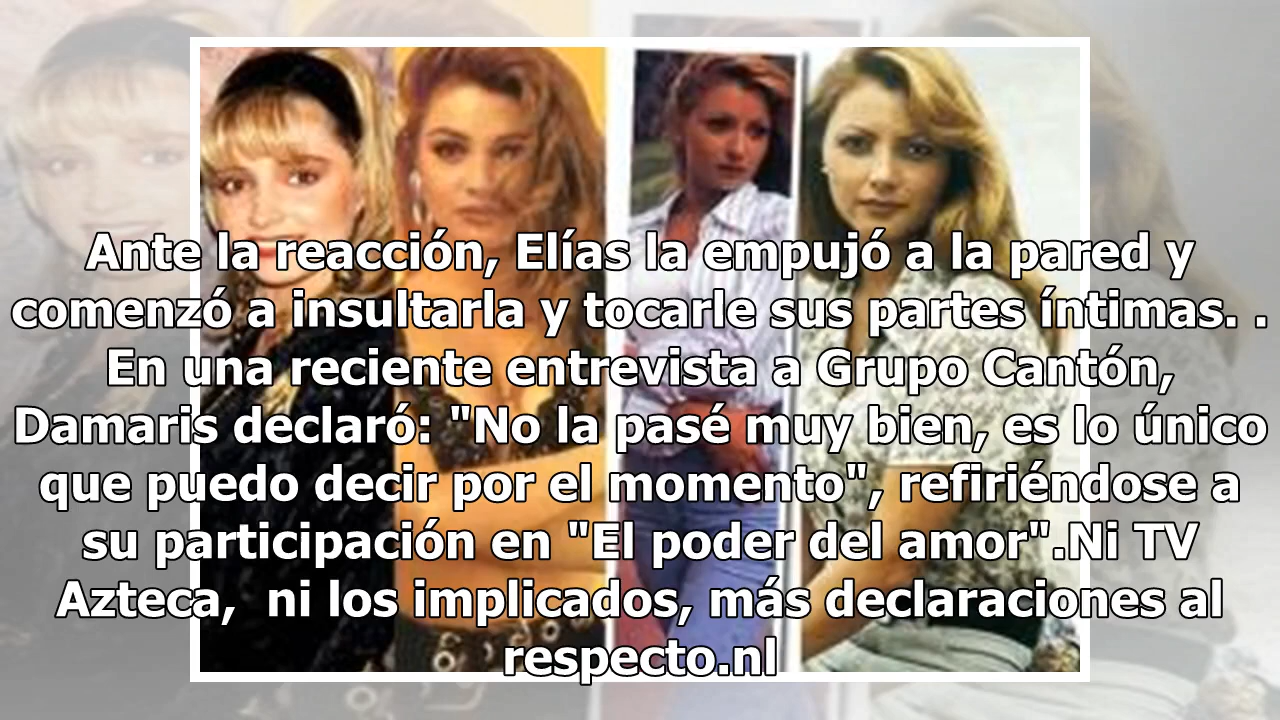 Ante la reacción, Elías la empujó a la pared y
comenzó a insultarla y tocarle sus partes íntimas. .
En una reciente entrevista a Grupo Cantón,
Damaris declaró: "No la pasé muy bien, es lo único
que puedo decir por el momento", refiriéndose a
su participación en "El poder del amor".Ni TV
Azteca,  ni los implicados, más declaraciones al
respecto.nl